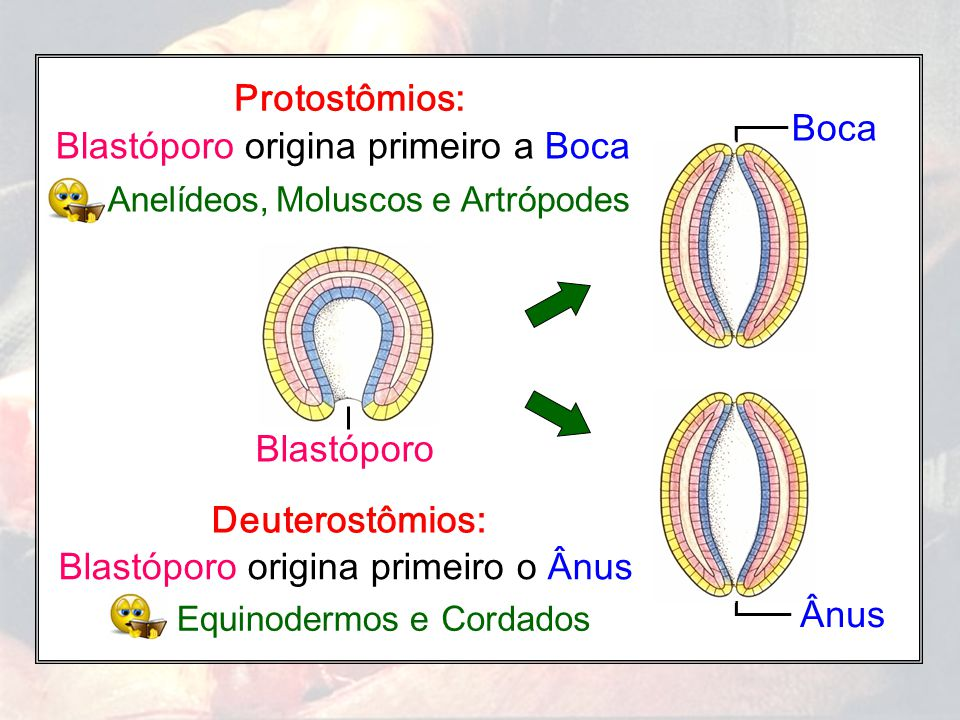 Protostômios:
Blastóporo origina primeiro a Boca
Anelídeos, Moluscos e Artrópodes
Boca
Blastóporo
Deuterostômios:
Blastóporo origina primeiro o Ânus
Equinodermos e Cordados
Ânus